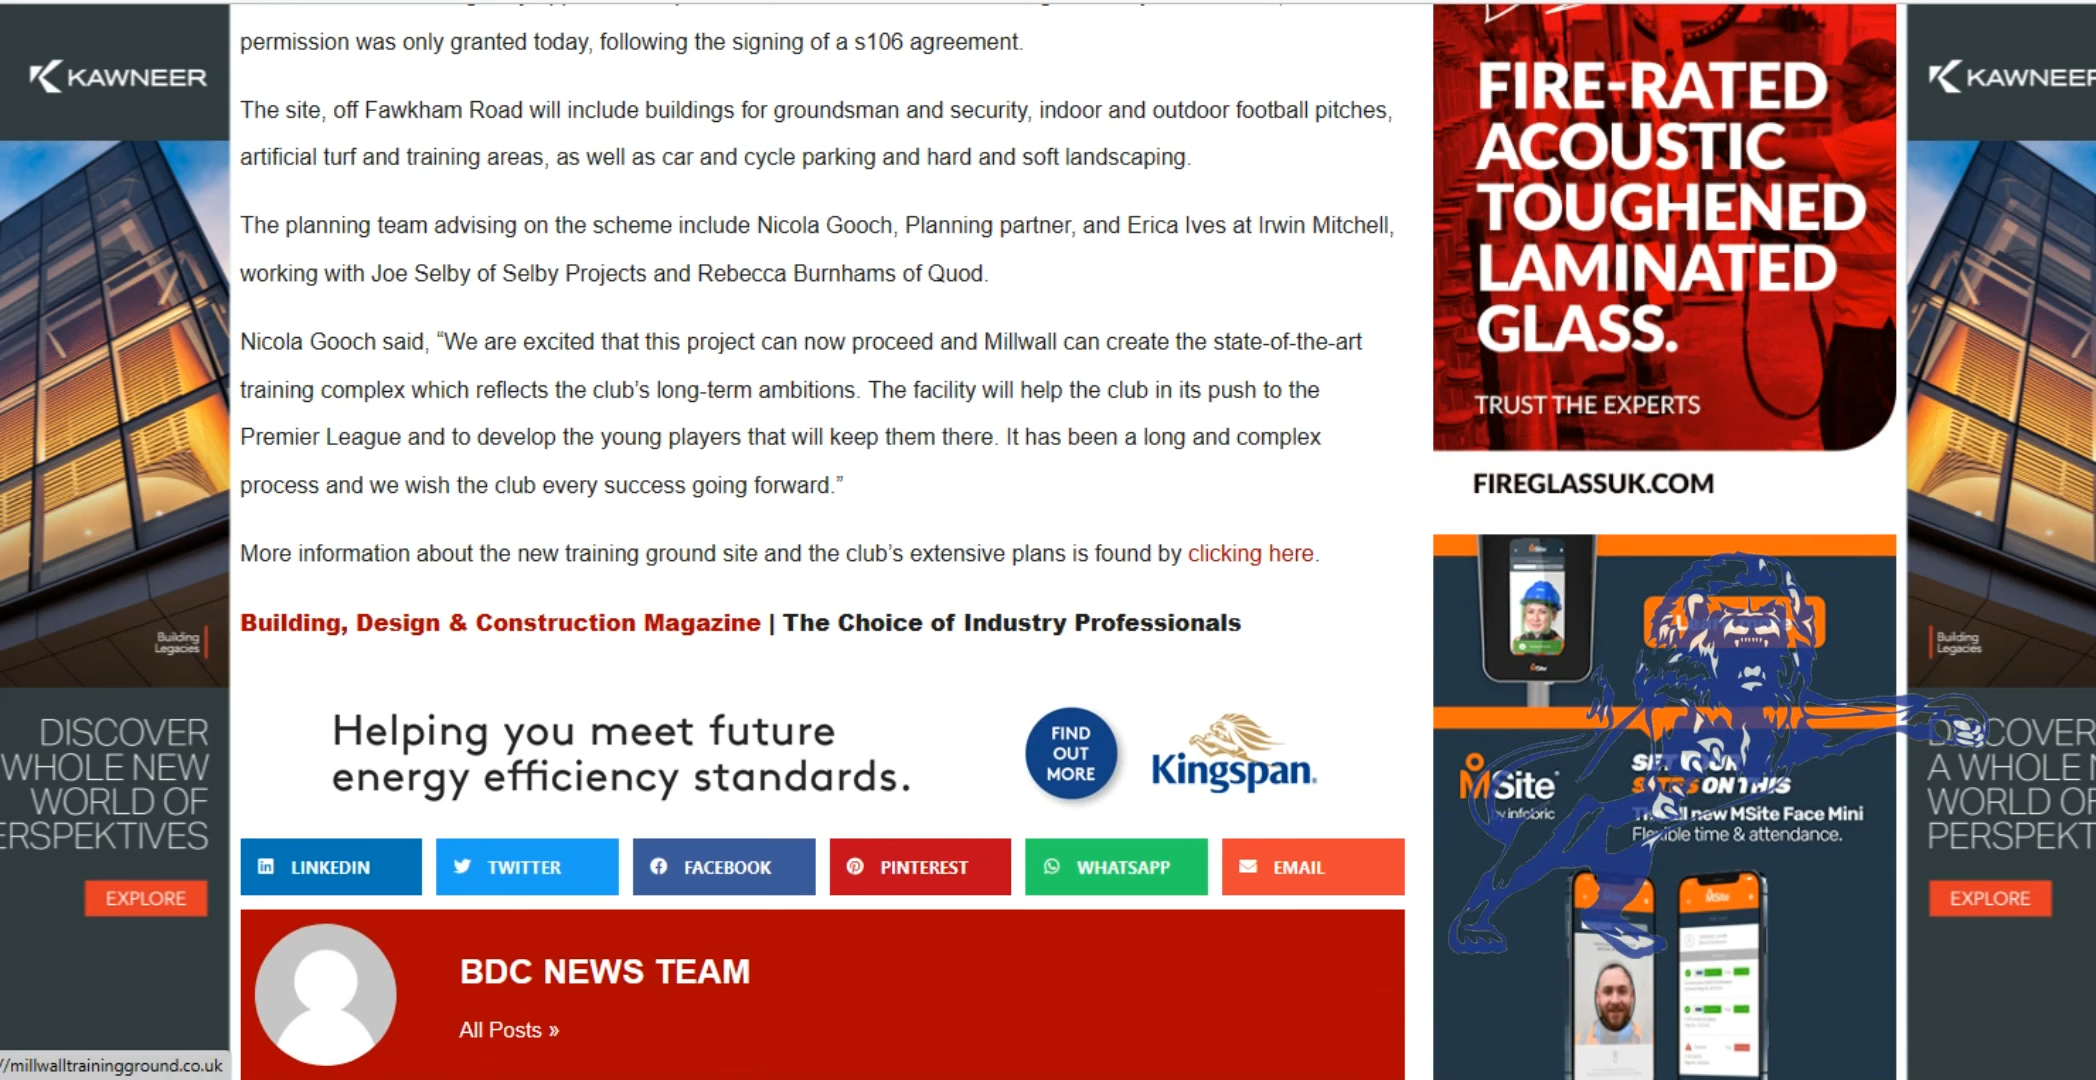 permission was only granted today, following the signing of a s106 agreement.
The site, off Fawkham Road will include buildings for groundsman and security, indoor and outdoor football pitches,
artificial turf and training areas, as well as car and cycle parking and hard and soft landscaping.
The planning team advising on the scheme include Nicola Gooch, Planning partner, and Erica Ives at Irwin Mitchell,
working with Joe Selby of Selby Projects and Rebecca Burnhams of Quod.
Nicola Gooch said, “We are excited that this project can now proceed and Millwall can create the state-of-the-art
training complex which reflects the club’s long-term ambitions. The facility will help the club in its push to the
Premier League and to develop the young players that will keep them there. It has been a long and complex
process and we wish the club every success going forward.”
More information about the new training ground site and the club’s extensive plans is found by clicking here.
Building, Design & Construction Magazine | The Choice of Industry Professionals
Helping you meet future
energy efficiency standards.
FIND
OUT
MORE
Kingspan.
LINKEDIN
TWITTER
FACEBOOK
PINTEREST
WHATSAPP
EMAIL
BDC NEWS TEAM
All Posts »
//millwalltrainingground.co.uk
KAWNEER
Building
Legacies
DISCOVER
WHOLE NEW
WORLD OF
ERSPEKTIVES
EXPLORE
FIRE-RATED
ACOUSTIC
TOUGHENED
LAMINATED
GLASS.
TRUST THE EXPERTS
FIREGLASSUK.COM
MSite
by infobric
ON THIS
new MSite Face Mini
Flexible time & attendance.
KAWNEER
Building
Legacies
DISCOVER
A WHOLE N
WORLD OF
PERSPEKT
EXPLORE